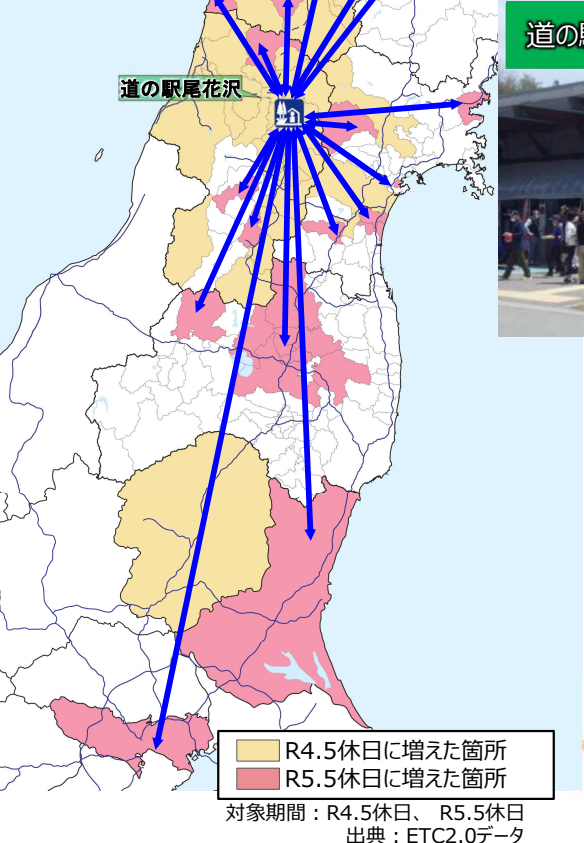 道の駅
道の駅尾花沢
R4.5休日に増えた箇所
R5.5休日に増えた箇所
対象期間：R4.5休日、 R5.5休日
出典：ETC2.0データ